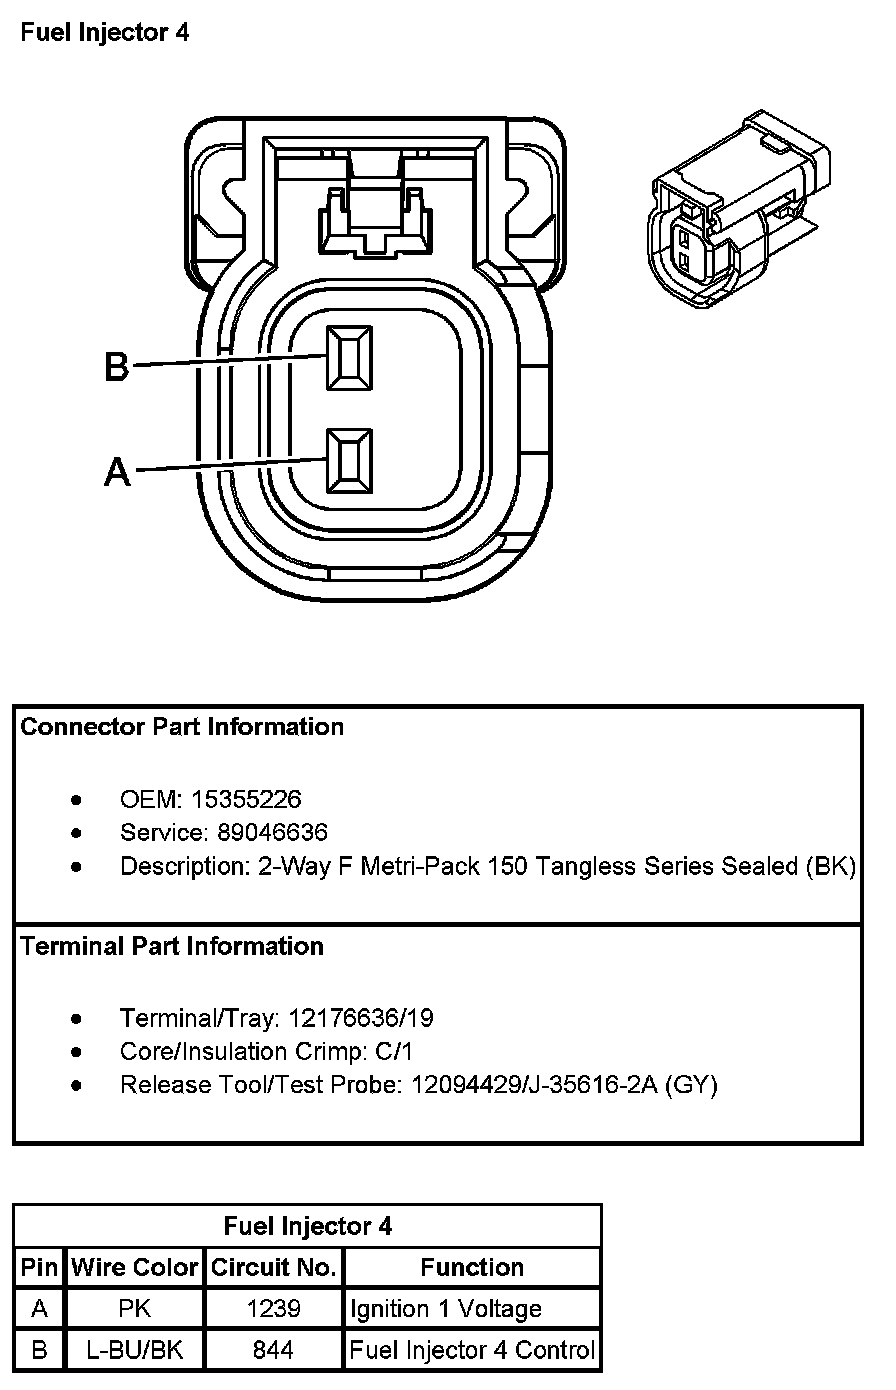 Fuel Injector 4
B
A
Connector Part Information
• OEM: 15355226
• Service: 89046636
• Description: 2-Way F Metri-Pack 150 Tangless Series Sealed (BK)
Terminal Part Information
• Terminal/Tray: 12176636/19
• Core/Insulation Crimp: C/1
• Release Tool/Test Probe: 12094429/J-35616-2A (GY)
Fuel Injector 4
Pin Wire Color Circuit No. Function
A PK 1239 Ignition 1 Voltage
B L-BU/BK 844 Fuel Injector 4 Control